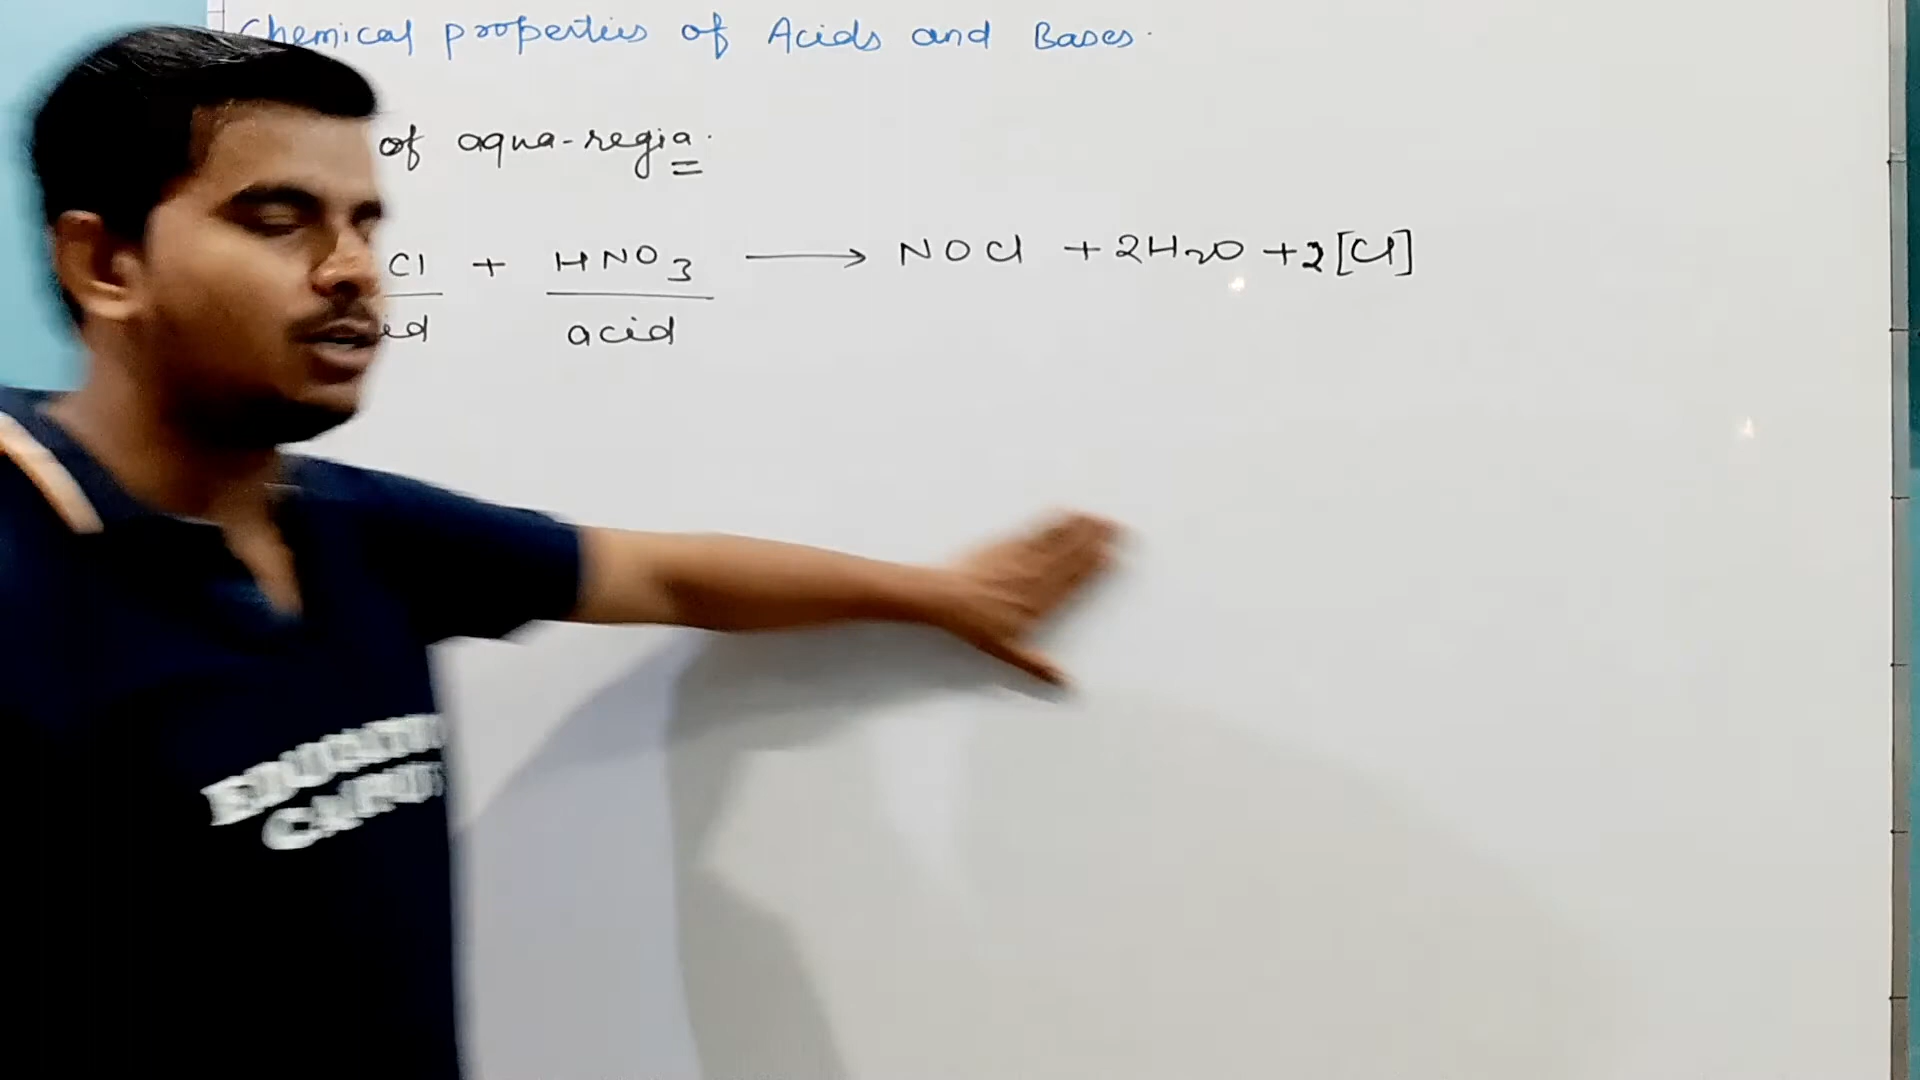 Chemical properties of Acids and Bases.
of aqua-regia.
Cl + HNO3 ⟶ NOCl + 2H2O + 2[Cl]
acid